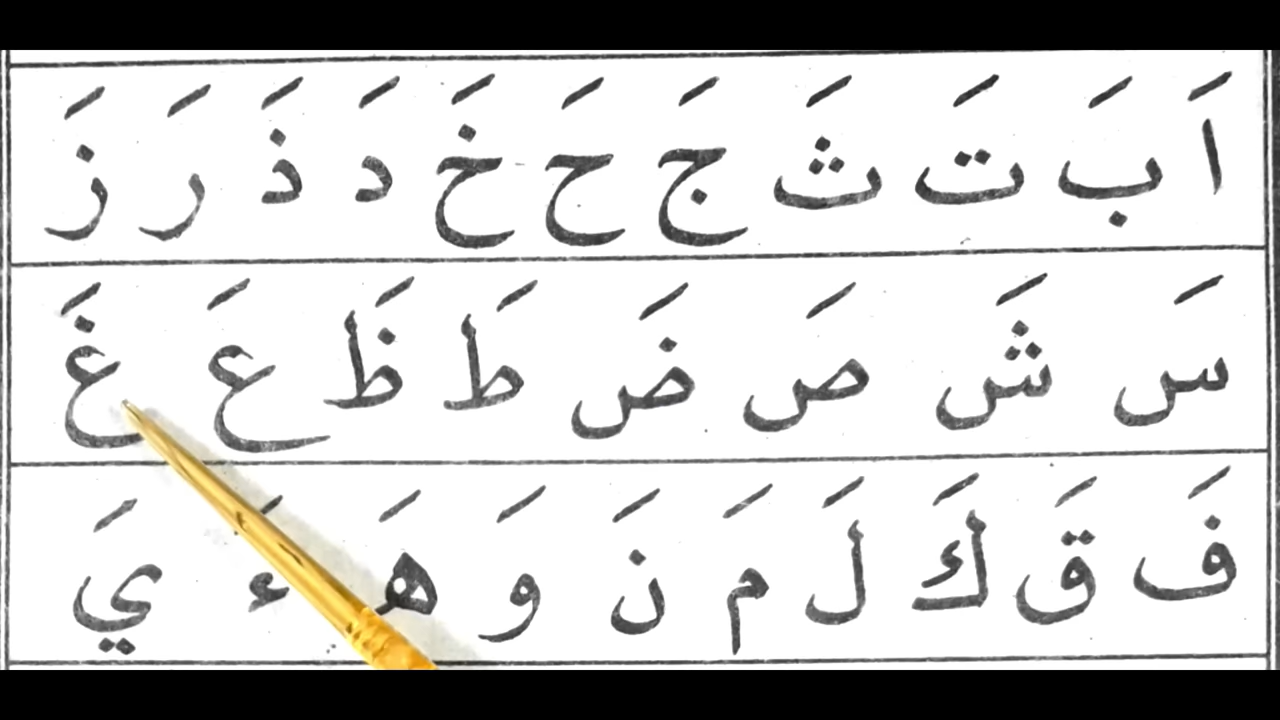 اَ بَ تَ ثَ جَ حَ خَ دَ ذَ رَ زَ
سَ شَ صَ ضَ طَ ظَ عَ غَ
فَ قَ كَ لَ مَ نَ وَ هَ ءَ يَ